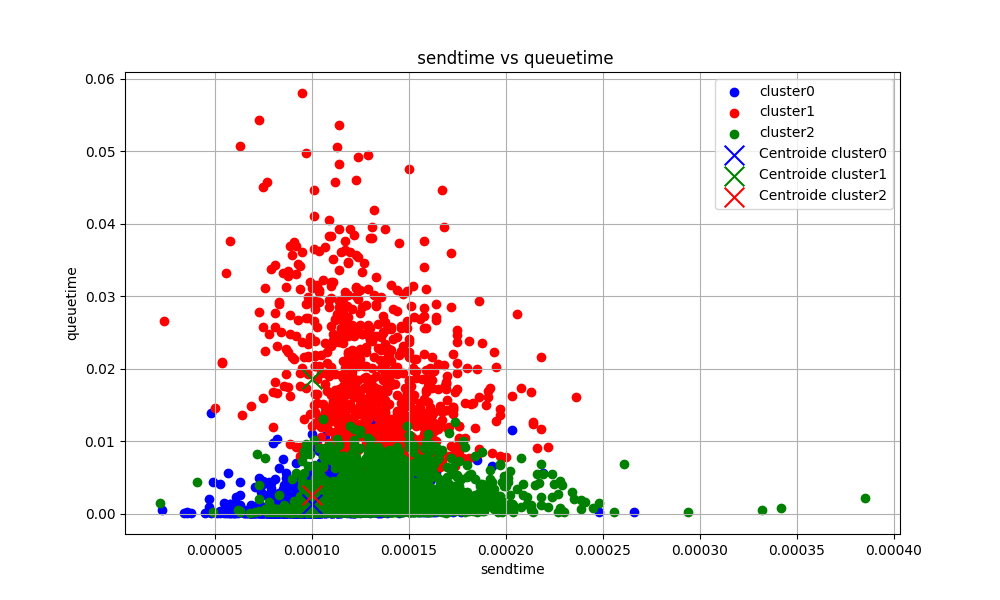 sendtime vs queuetime
cluster0
cluster1
cluster2
Centroide cluster0
Centroide cluster1
Centroide cluster2
0.06
0.05
0.04
0.03
0.02
0.01
0.00
queuetime
0.00005
0.00010
0.00015
0.00020
0.00025
0.00030
0.00035
0.00040
sendtime